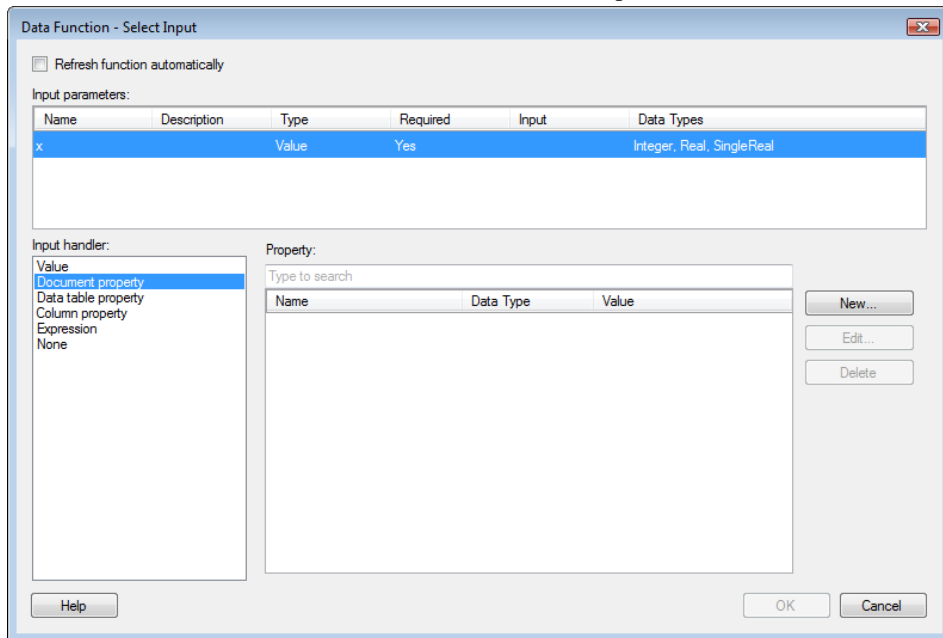 Data Function - Select Input
Refresh function automatically
Input parameters:
Name Description Type Required Input Data Types
x Value Yes Integer, Real, SingleReal
Input handler:
Value
Document property
Data table property
Column property
Expression
None
Property:
Type to search
Name Data Type Value
New...
Edit...
Delete
Help
OK Cancel